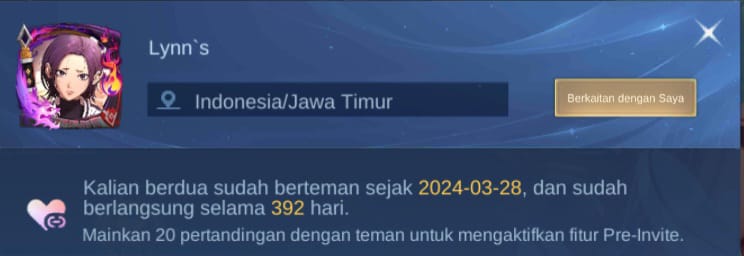 Lynn`s
Indonesia/Jawa Timur
Berkaitan dengan Saya
Kalian berdua sudah berteman sejak 2024-03-28, dan sudah
berlangsung selama 392 hari.
Mainkan 20 pertandingan dengan teman untuk mengaktifkan fitur Pre-Invite.